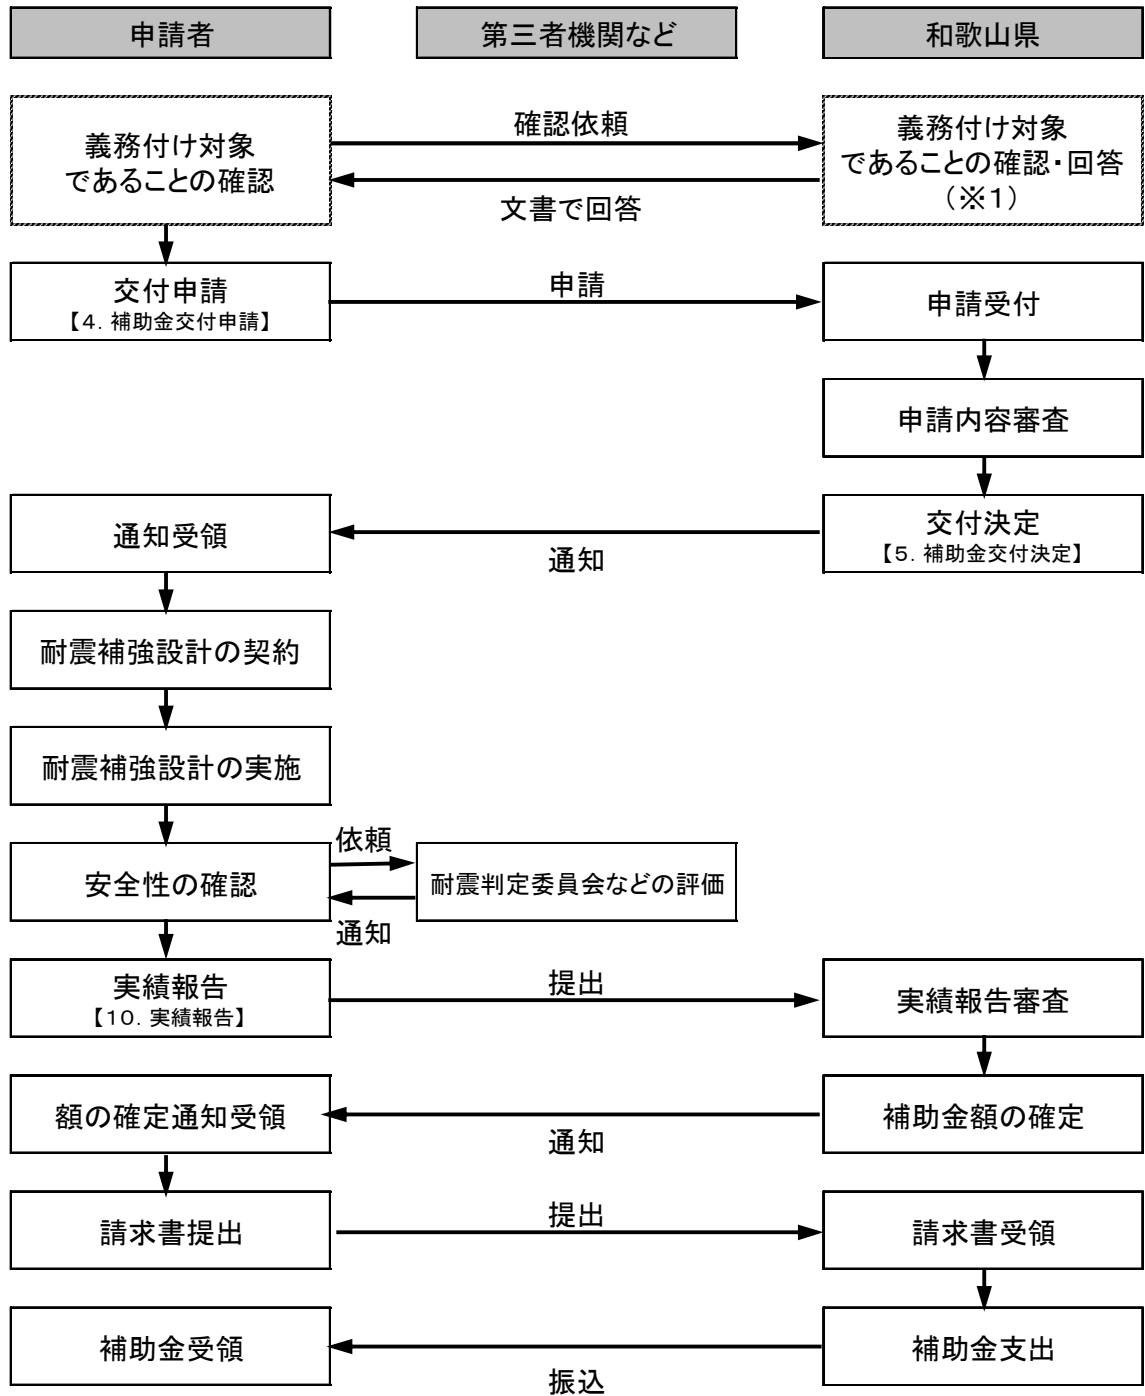 申請者
第三者機関など
和歌山県
義務付け対象
であることの確認
確認依頼
文書で回答
義務付け対象
であることの確認・回答
（※1）
交付申請
【4．補助金交付申請】
申請
申請受付
申請内容審査
通知受領
通知
交付決定
【5．補助金交付決定】
耐震補強設計の契約
耐震補強設計の実施
安全性の確認
依頼
通知
耐震判定委員会などの評価
実績報告
【10．実績報告】
提出
実績報告審査
額の確定通知受領
通知
補助金額の確定
請求書提出
提出
請求書受領
補助金受領
振込
補助金支出